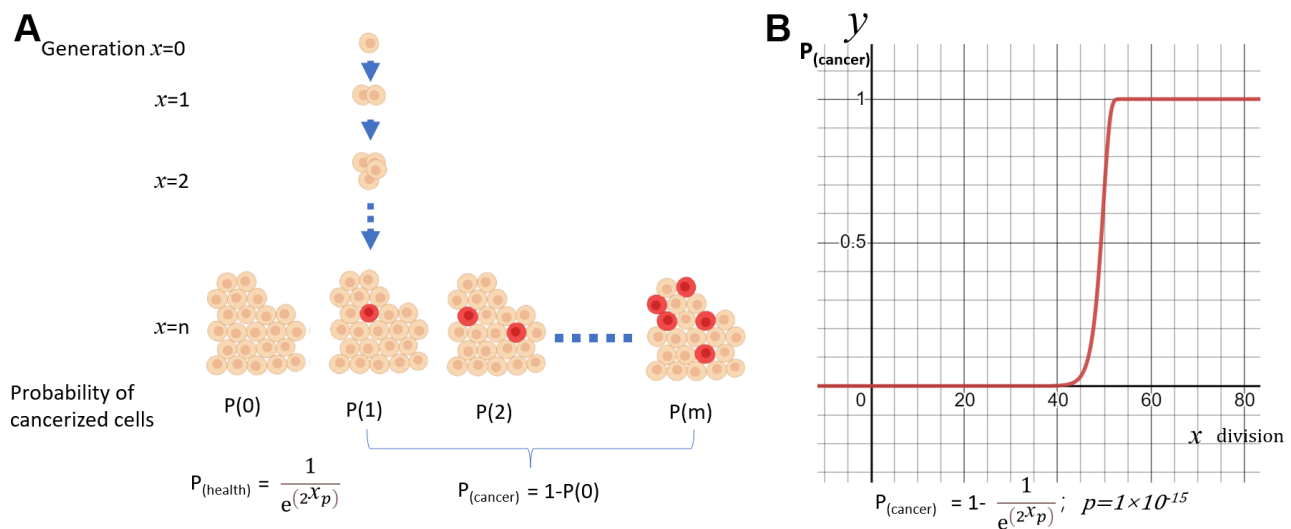 A
Generation x=0
x=1
x=2
x=n
Probability of
cancerized cells
P(0)
P(1)
P(2)
P(m)
P(health) = 1/e^(2^x p)
P(cancer) = 1-P(0)
B
y
P(cancer)
1
0.5
0 20 40 60 80
x division
P(cancer) = 1- 1/e^(2^x p); p=1×10^-15